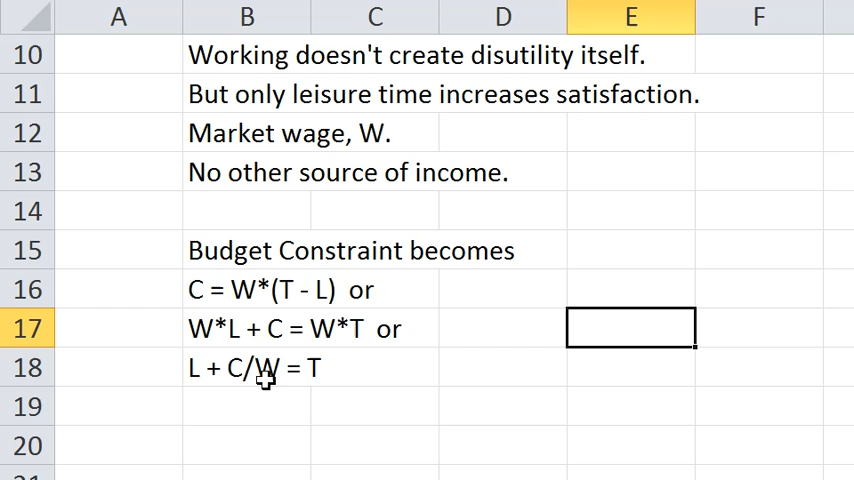 A B C D E F
10 Working doesn't create disutility itself.
11 But only leisure time increases satisfaction.
12 Market wage, W.
13 No other source of income.
14
15 Budget Constraint becomes
16 C = W*(T - L) or
17 W*L + C = W*T or
18 L + C/W = T
19
20